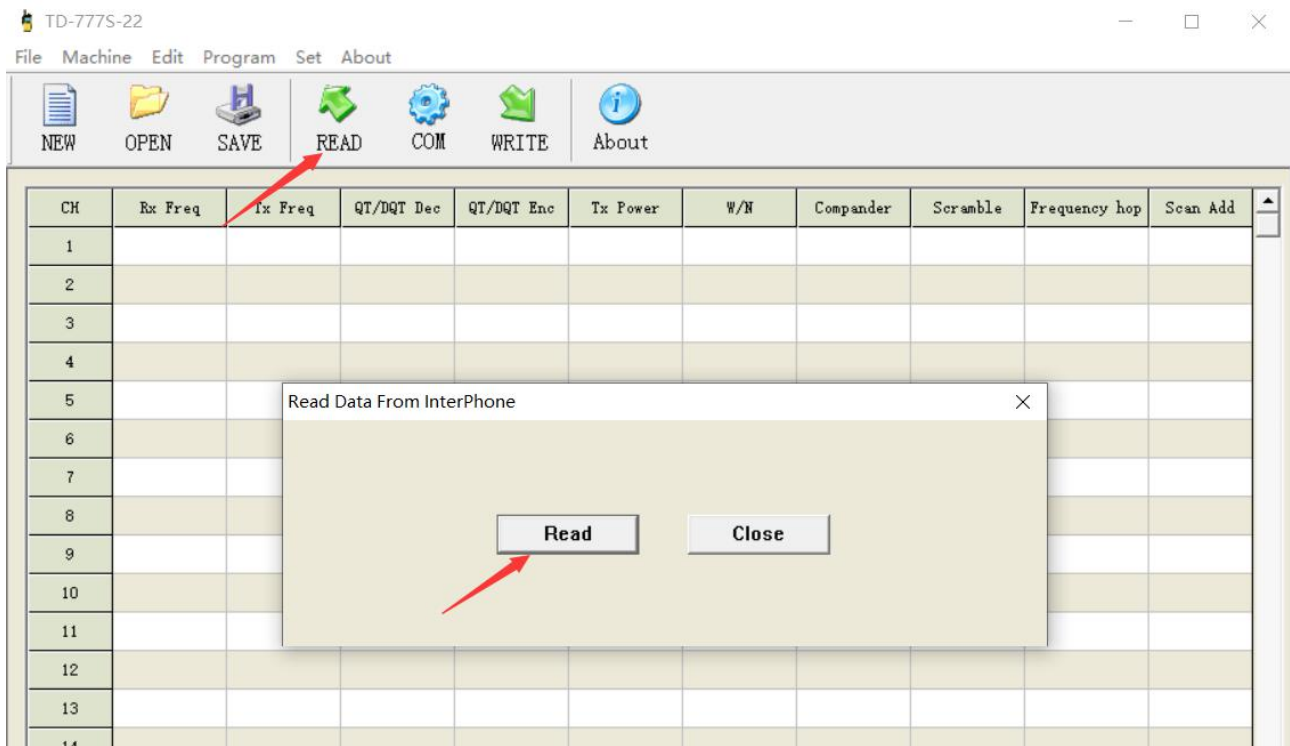 TD-777S-22
File Machine Edit Program Set About
NEW OPEN SAVE READ COM WRITE About
CH Rx Freq Tx Freq QT/DQT Dec QT/DQT Enc Tx Power W/N Compander Scramble Frequency hop Scan Add
1
2
3
4
5
Read Data From InterPhone
6
7
8
Read Close
9
10
11
12
13
14